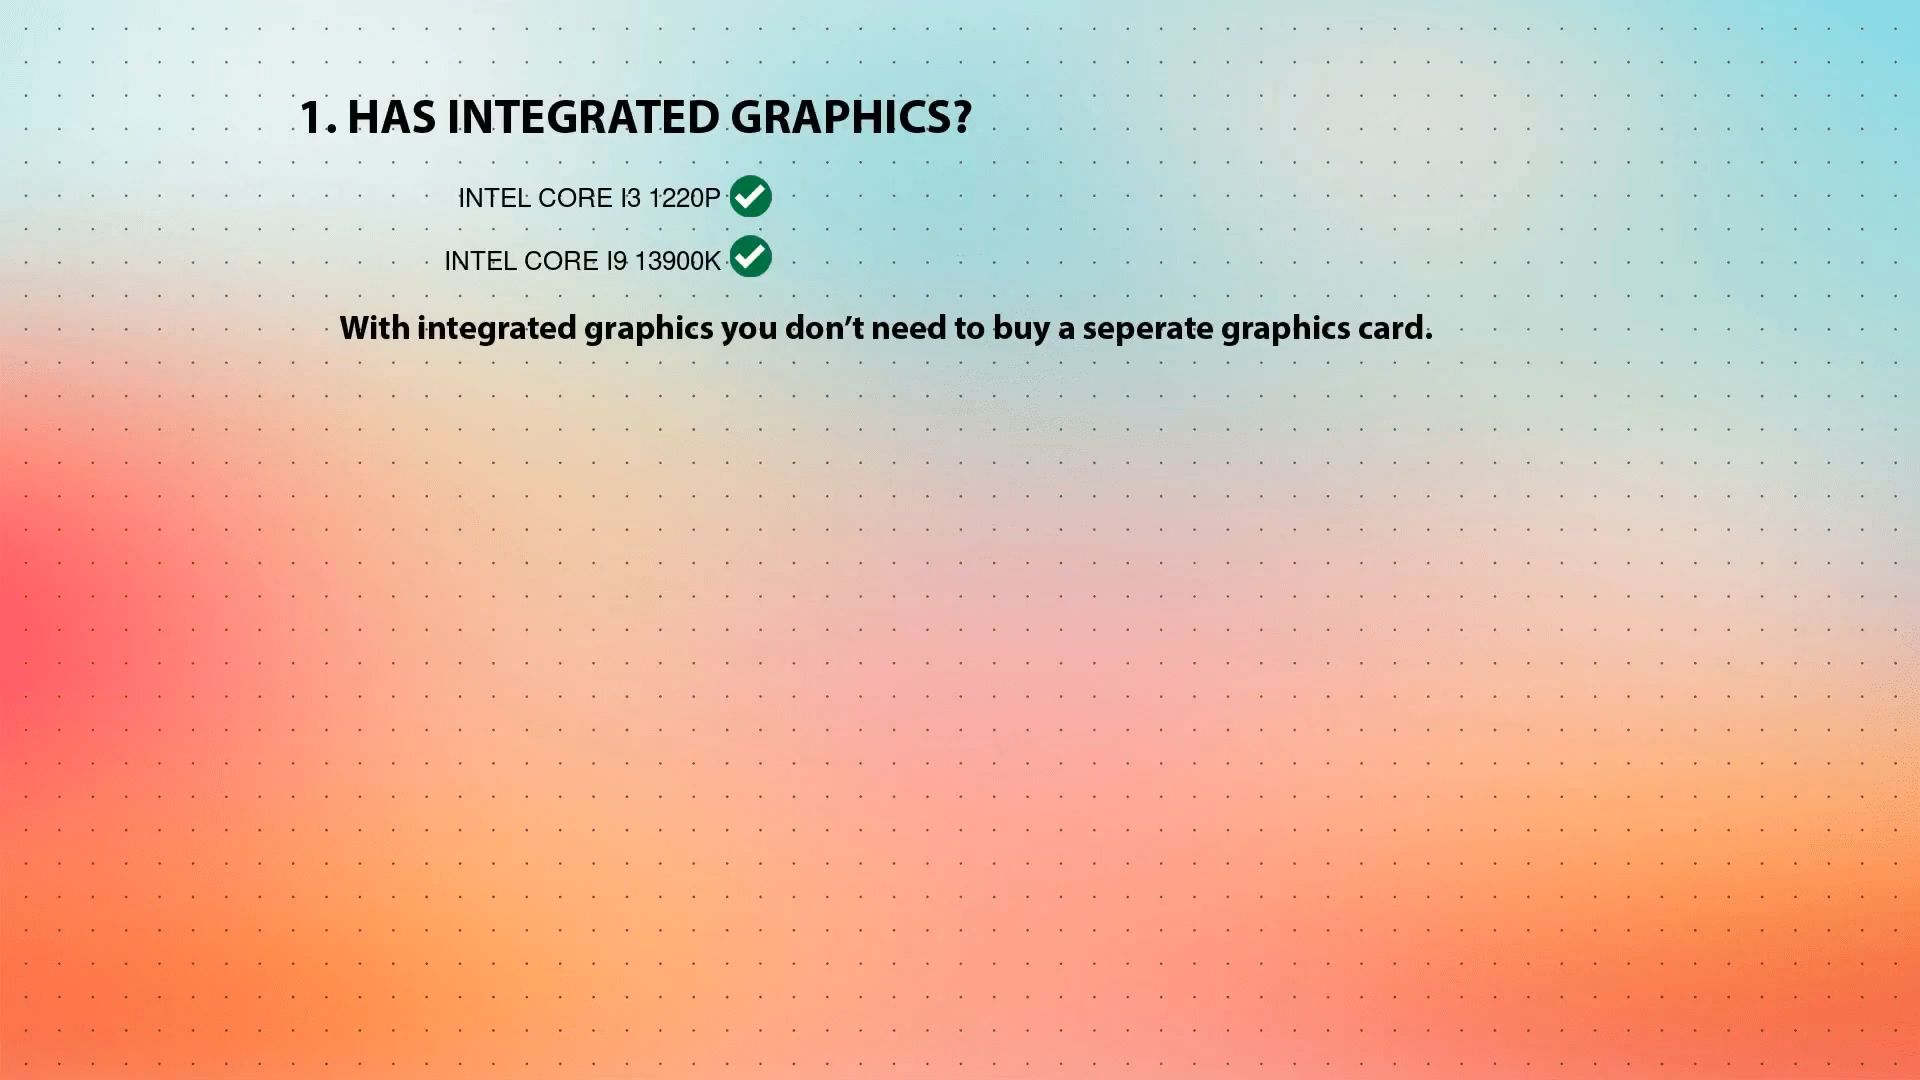 1. HAS INTEGRATED GRAPHICS?
INTEL CORE I3 1220P
INTEL CORE I9 13900K
With integrated graphics you don’t need to buy a seperate graphics card.